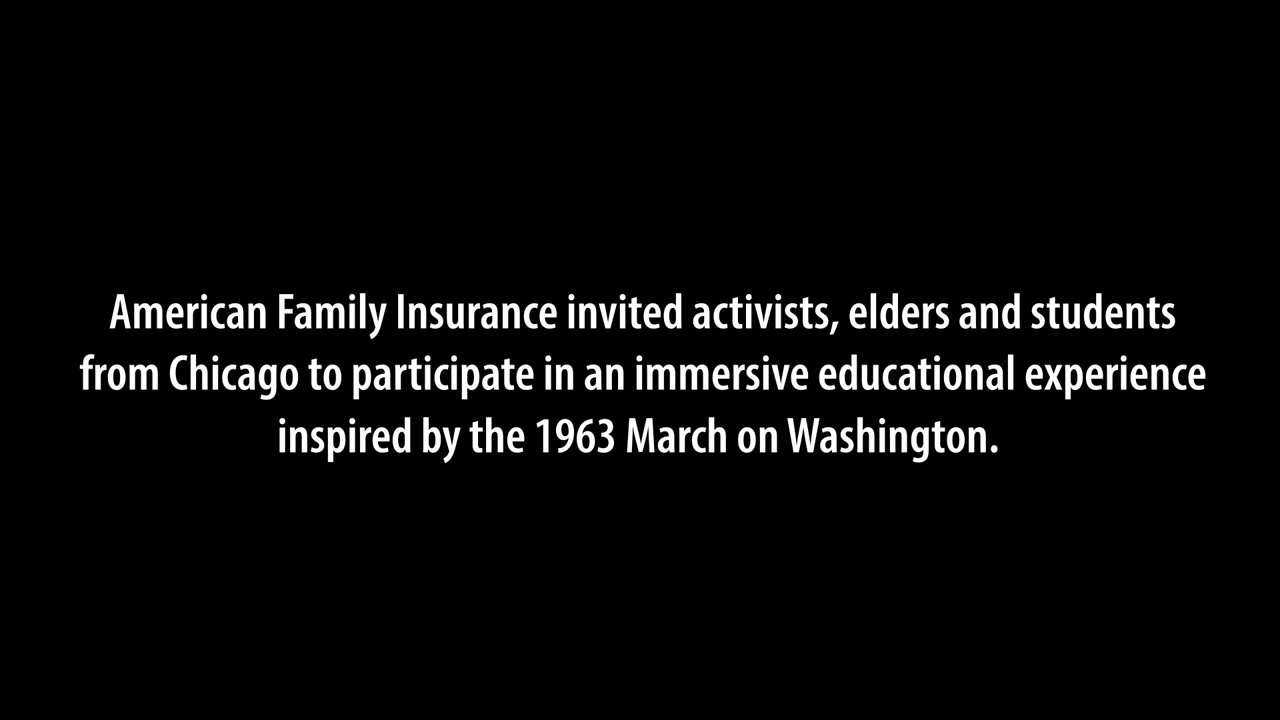 American Family Insurance invited activists, elders and students
from Chicago to participate in an immersive educational experience
inspired by the 1963 March on Washington.